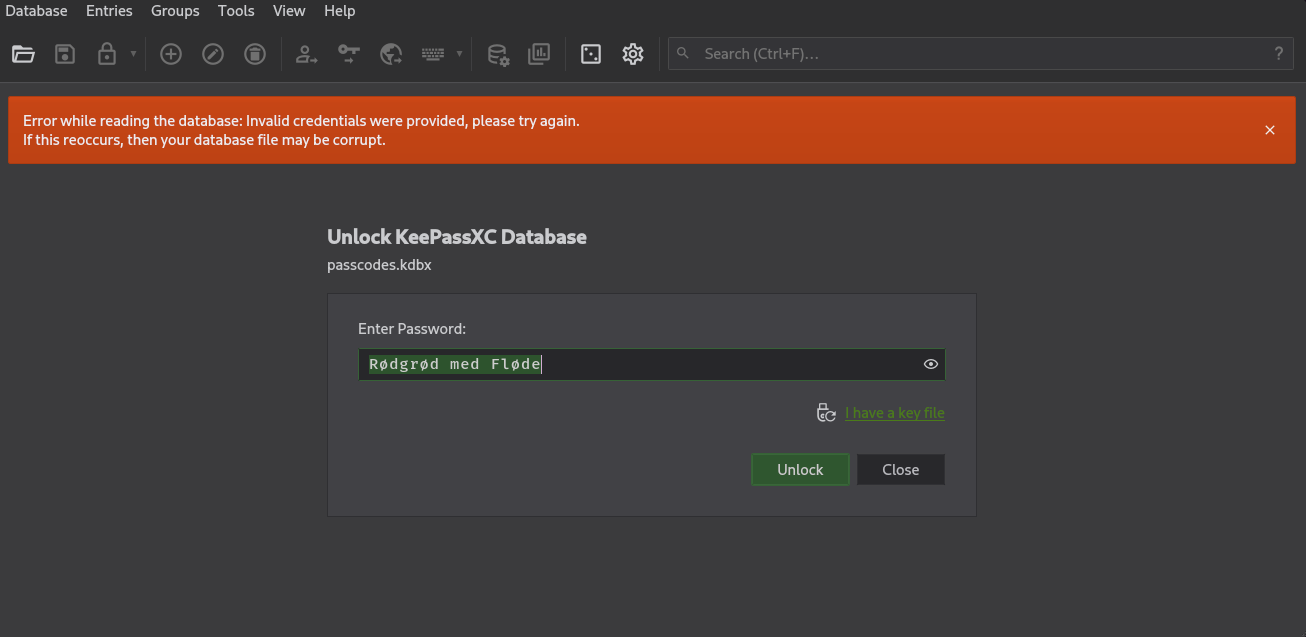 Database Entries Groups Tools View Help
Search (Ctrl+F)... ?
Error while reading the database: Invalid credentials were provided, please try again.
If this reoccurs, then your database file may be corrupt.
Unlock KeePassXC Database
passcodes.kdbx
Enter Password:
Rødgrød med Fløde
I have a key file
Unlock Close